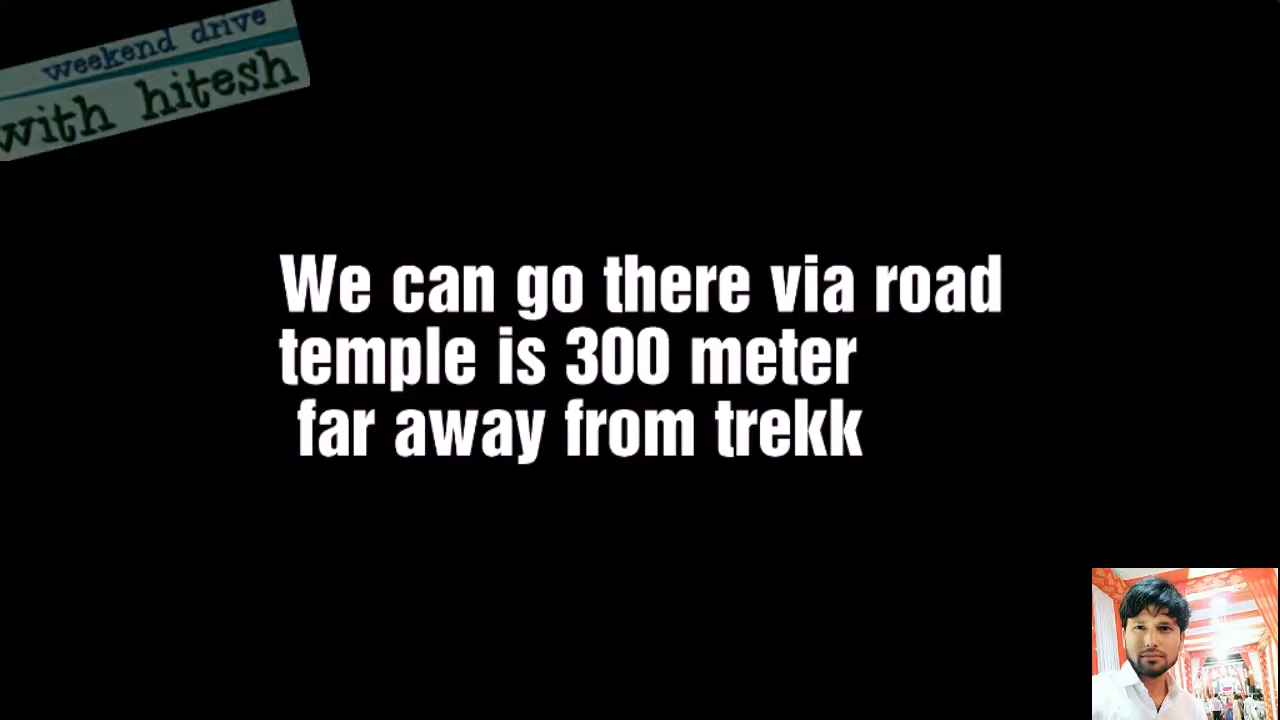 weekend drive
with hitesh
We can go there via road
temple is 300 meter
far away from trekk